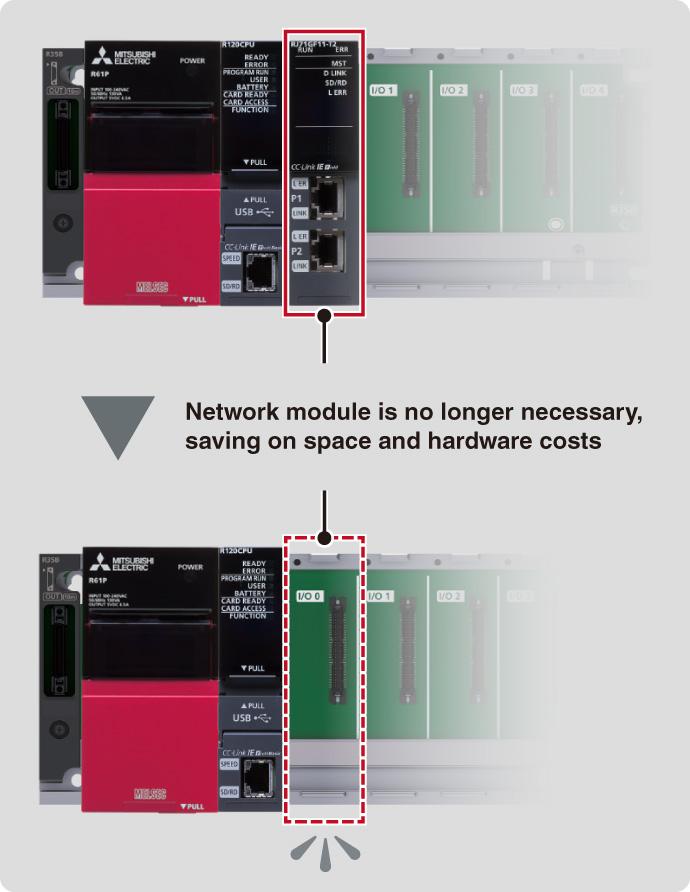 R35B
MITSUBISHI
ELECTRIC
POWER
R61P
INPUT 100-240VAC
50/60Hz 130VA
OUTPUT 5VDC 6.5A
OUT
MELSEC
▼PULL
R120CPU
READY
ERROR
PROGRAM RUN
USER
BATTERY
CARD READY
CARD ACCESS
FUNCTION
▼PULL
▲PULL
USB
CC-Link IE Field Basic
SPEED
SD/RD
RJ71GF11-T2
RUN ERR
MST
D LINK
SD/RD
L ERR
CC-Link IE Field
L ER
P1
LINK
L ER
P2
LINK
I/O 1
I/O 2
I/O 3
I/O 4
R35B
Network module is no longer necessary,
saving on space and hardware costs
R35B
MITSUBISHI
ELECTRIC
POWER
R61P
INPUT 100-240VAC
50/60Hz 130VA
OUTPUT 5VDC 6.5A
OUT
MELSEC
▼PULL
R120CPU
READY
ERROR
PROGRAM RUN
USER
BATTERY
CARD READY
CARD ACCESS
FUNCTION
▼PULL
▲PULL
USB
CC-Link IE Field Basic
SPEED
SD/RD
I/O 0
I/O 1
I/O 2
I/O 3